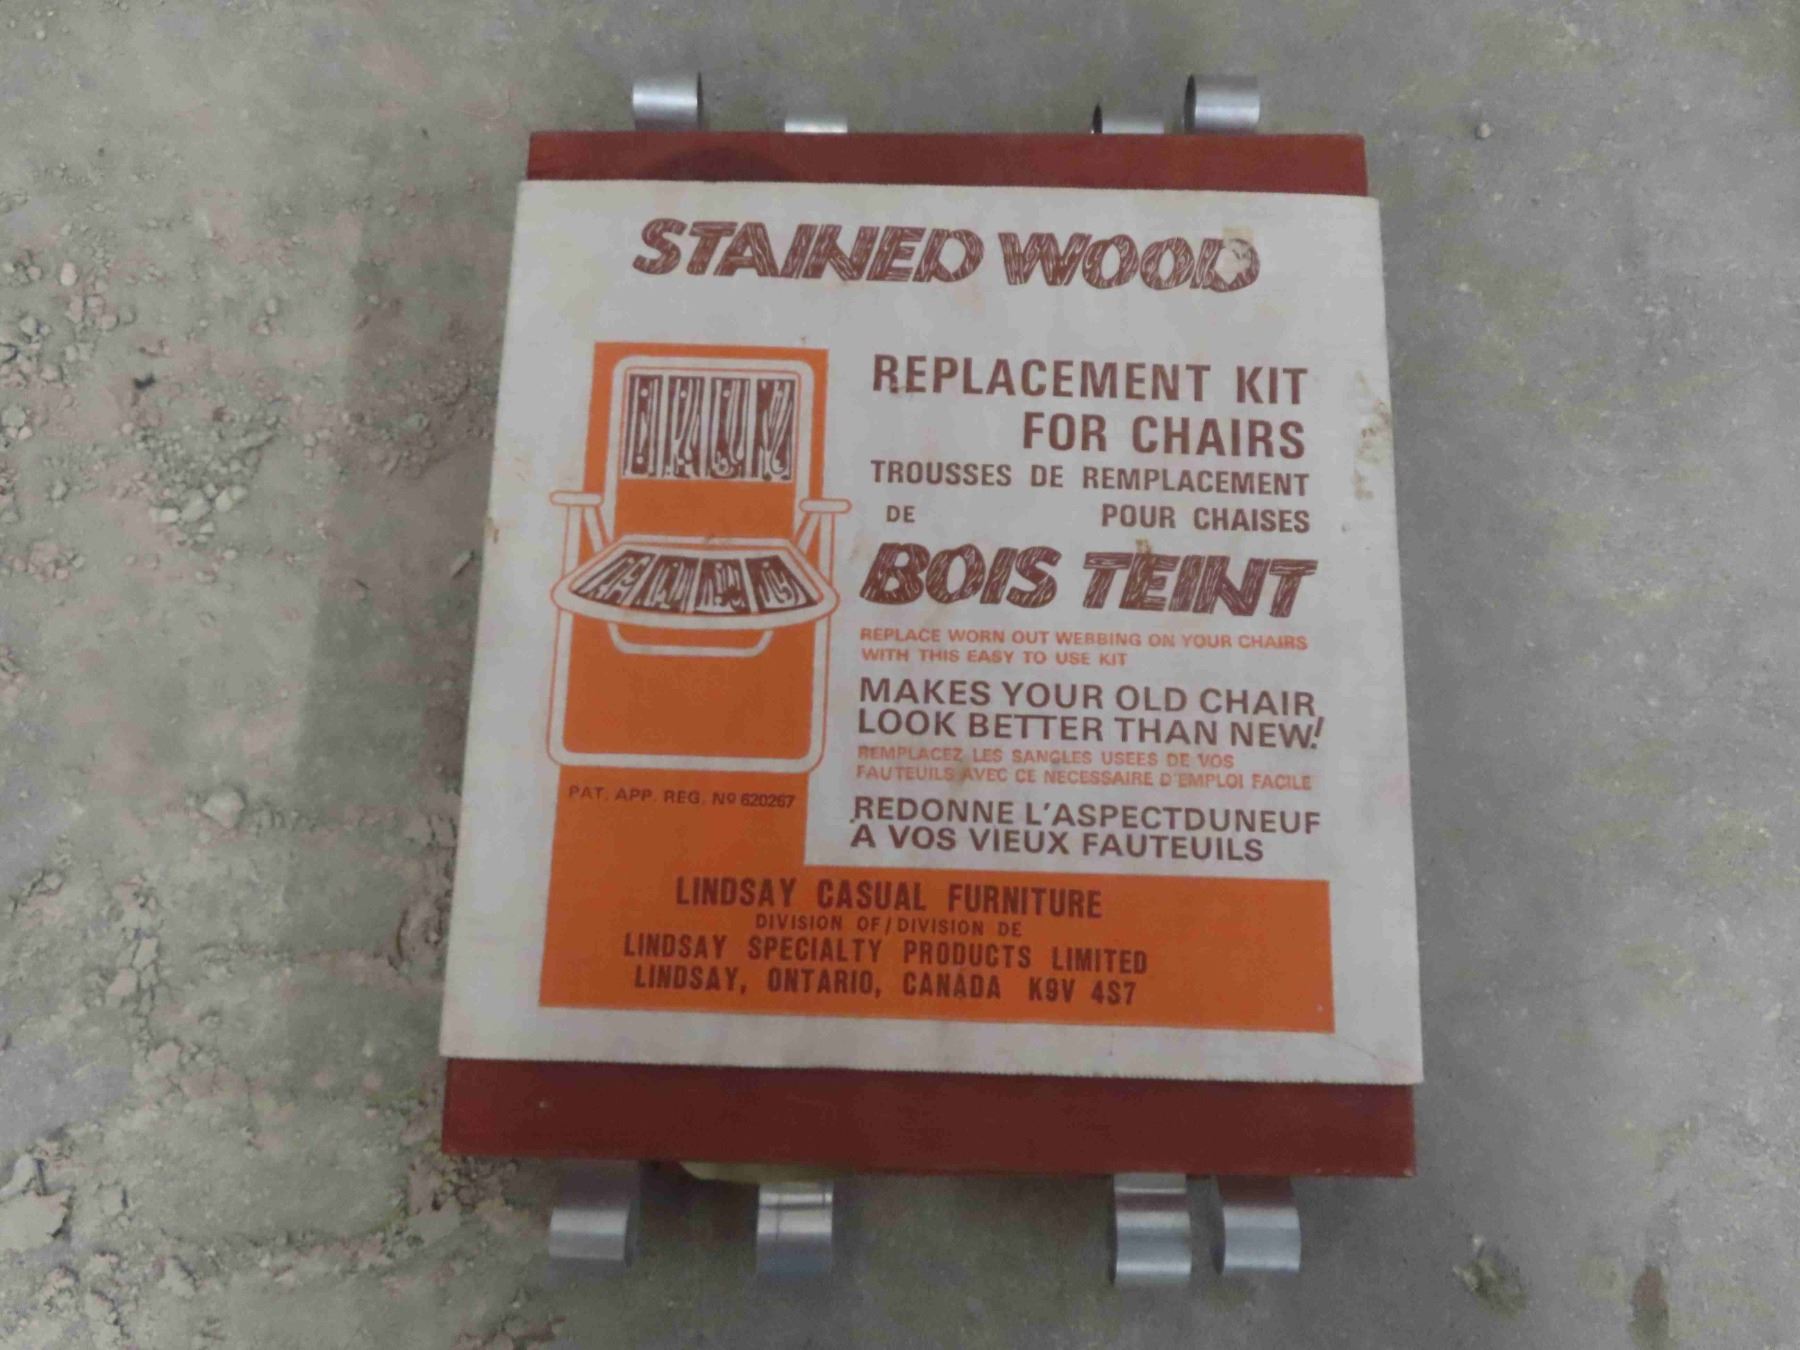 STAINED WOOD
REPLACEMENT KIT
FOR CHAIRS
TROUSSES DE REMPLACEMENT
DE POUR CHAISES
BOIS TEINT
REPLACE WORN OUT WEBBING ON YOUR CHAIRS
WITH THIS EASY TO USE KIT
MAKES YOUR OLD CHAIR
LOOK BETTER THAN NEW!
REMPLACEZ LES SANGLES USEES DE VOS
FAUTEUILS AVEC CE NECESSAIRE D'EMPLOI FACILE
REDONNE L'ASPECTDUNEUF
A VOS VIEUX FAUTEUILS
PAT. APP. REG. Nº 620267
LINDSAY CASUAL FURNITURE
DIVISION OF/DIVISION DE
LINDSAY SPECIALTY PRODUCTS LIMITED
LINDSAY, ONTARIO, CANADA K9V 4S7